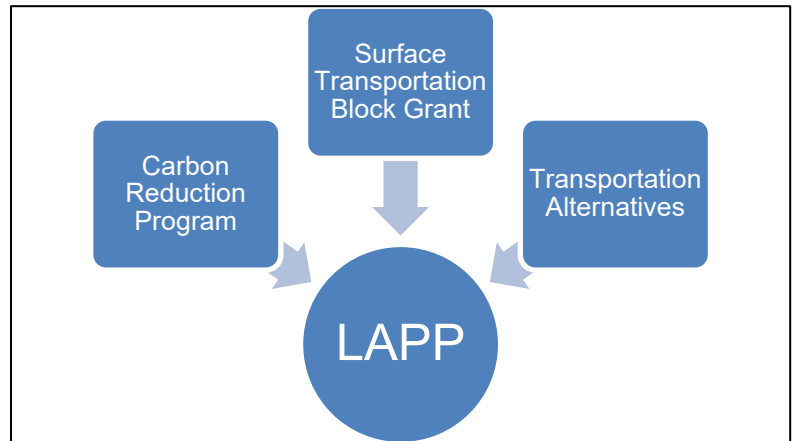 Surface
Transportation
Block Grant
Carbon
Reduction
Program
Transportation
Alternatives
LAPP